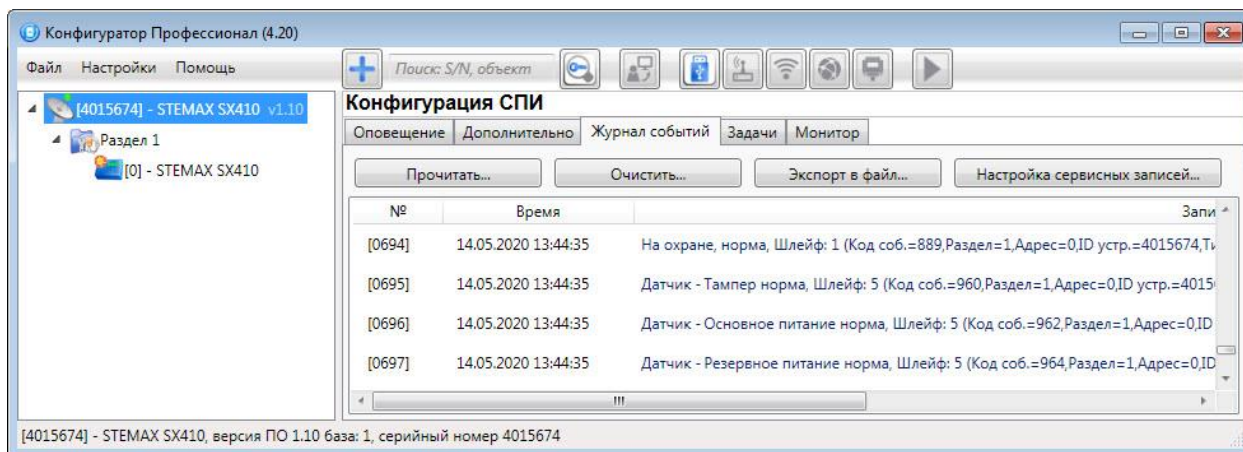 Конфигуратор Профессионал (4.20)
Файл Настройки Помощь
Поиск: S/N, объект
[4015674] - STEMAX SX410 v1.10
Раздел 1
[0] - STEMAX SX410
Конфигурация СПИ
Оповещение Дополнительно Журнал событий Задачи Монитор
Прочитать... Очистить... Экспорт в файл... Настройка сервисных записей...
№ Время Запи
[0694] 14.05.2020 13:44:35 На охране, норма, Шлейф: 1 (Код соб.=889,Раздел=1,Адрес=0,ID устр.=4015674,Ти
[0695] 14.05.2020 13:44:35 Датчик - Тампер норма, Шлейф: 5 (Код соб.=960,Раздел=1,Адрес=0,ID устр.=4015
[0696] 14.05.2020 13:44:35 Датчик - Основное питание норма, Шлейф: 5 (Код соб.=962,Раздел=1,Адрес=0,ID
[0697] 14.05.2020 13:44:35 Датчик - Резервное питание норма, Шлейф: 5 (Код соб.=964,Раздел=1,Адрес=0,ID
[4015674] - STEMAX SX410, версия ПО 1.10 база: 1, серийный номер 4015674